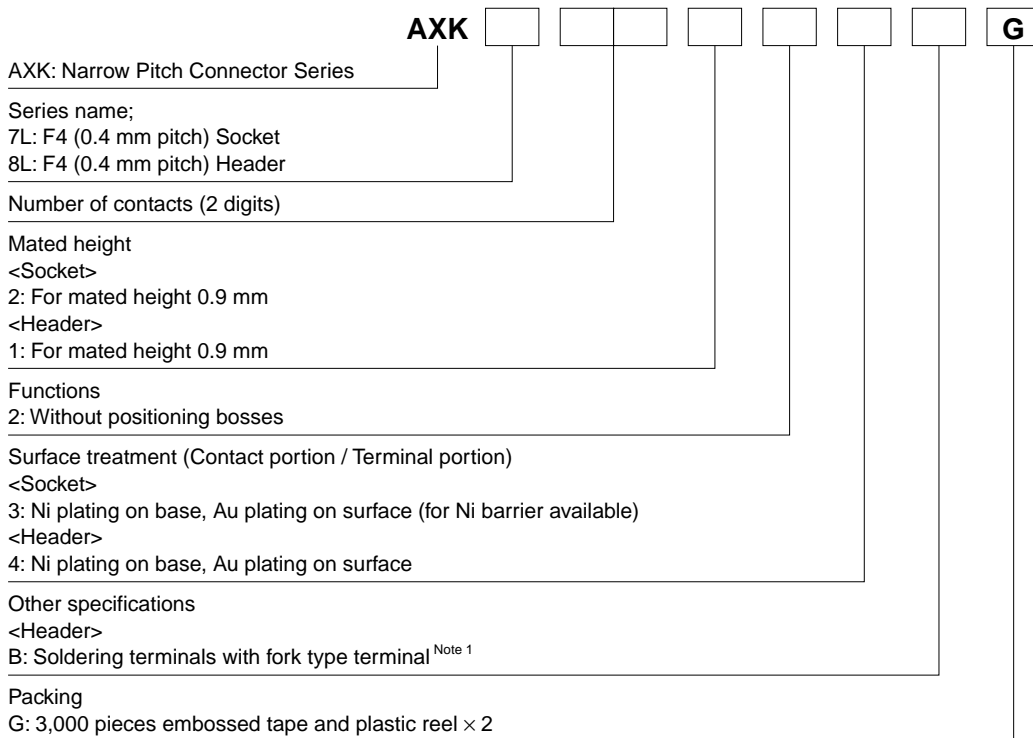 AXK G
AXK: Narrow Pitch Connector Series
Series name;
7L: F4 (0.4 mm pitch) Socket
8L: F4 (0.4 mm pitch) Header
Number of contacts (2 digits)
Mated height
<Socket>
2: For mated height 0.9 mm
<Header>
1: For mated height 0.9 mm
Functions
2: Without positioning bosses
Surface treatment (Contact portion / Terminal portion)
<Socket>
3: Ni plating on base, Au plating on surface (for Ni barrier available)
<Header>
4: Ni plating on base, Au plating on surface
Other specifications
<Header>
B: Soldering terminals with fork type terminal Note 1
Packing
G: 3,000 pieces embossed tape and plastic reel × 2